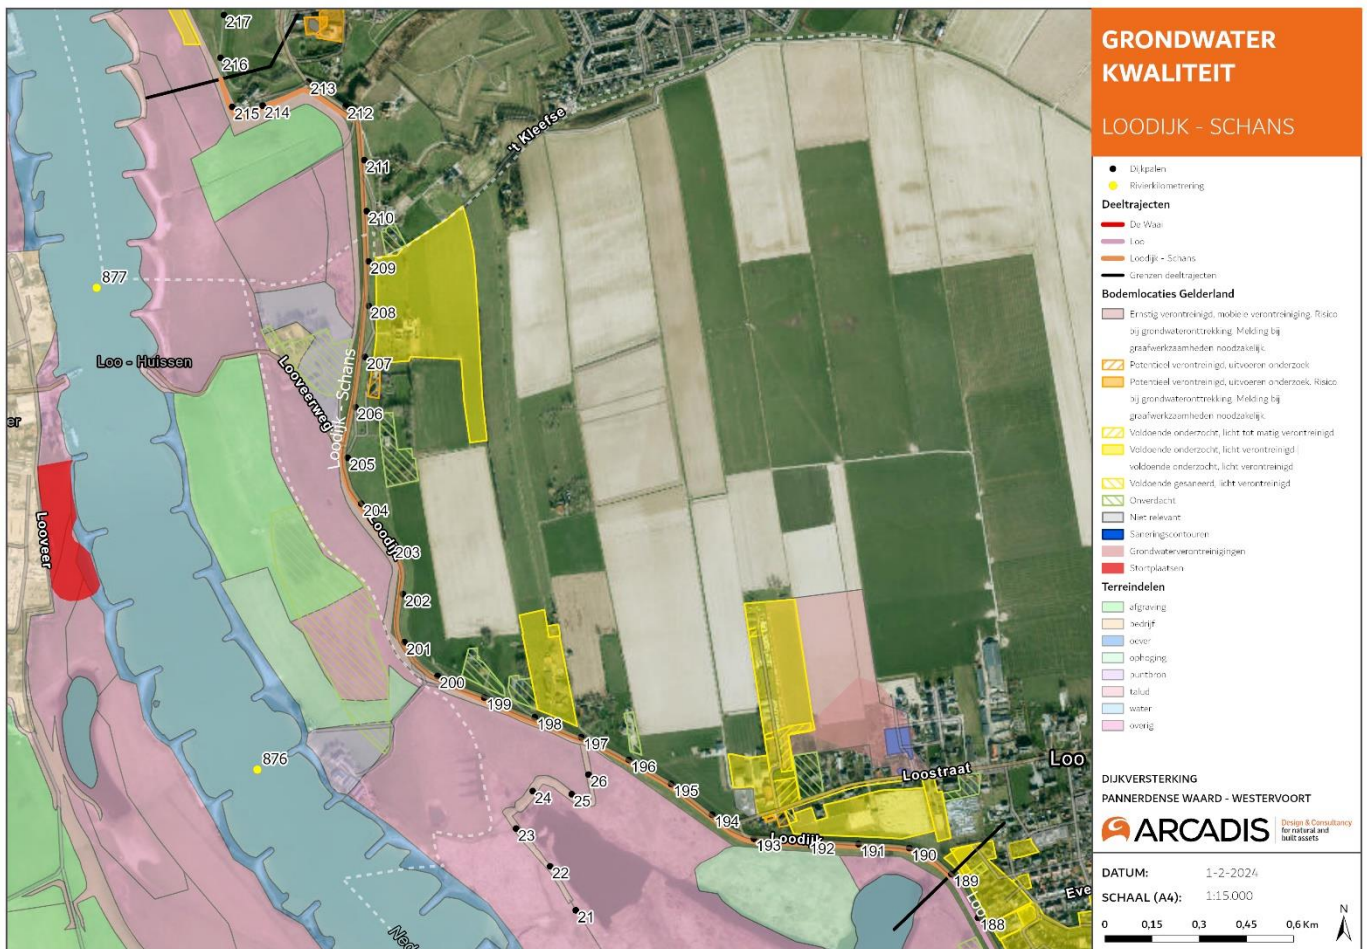 GRONDWATER
KWALITEIT
LOODIJK - SCHANS
Dijkpalen
Rivierkilometrering
Deeltrajecten
De Waai
Loo
Loodijk - Schans
Grenzen deeltrajecten
Bodemlocaties Gelderland
Ernstig verontreinigd, mobiele verontreiniging. Risico
bij grondwateronttrekking. Melding bij
graafwerkzaamheden noodzakelijk.
Potentieel verontreinigd, uitvoeren onderzoek
Potentieel verontreinigd, uitvoeren onderzoek. Risico
bij grondwateronttrekking. Melding bij
graafwerkzaamheden noodzakelijk.
Voldoende onderzocht, licht tot matig verontreinigd
Voldoende onderzocht, licht verontreinigd |
voldoende onderzocht, licht verontreinigd
Voldoende gesaneerd, licht verontreinigd
Onverdacht
Niet relevant
Saneringscontouren
Grondwaterverontreinigingen
Stortplaatsen
Terreindelen
afgraving
bedrijf
oever
ophoging
puntbron
talud
water
overig
DIJKVERSTERKING
PANNERDENSE WAARD - WESTERVOORT
ARCADIS
Design & Consultancy
for natural and
built assets
DATUM: 1-2-2024
SCHAAL (A4): 1:15.000
0 0,15 0,3 0,45 0,6 Km
N
217
216
215
214
213
212
211
210
209
208
207
206
205
204
203
202
201
200
199
198
197
196
195
194
193
192
191
190
189
188
26
25
24
23
22
21
877
876
't Kleefse
Loo - Huissen
Looveerweg
Loodijk - Schans
Loodijk
Looveer
er
Loostraat
Loo
Loodijk
Loo
Eve
Ned